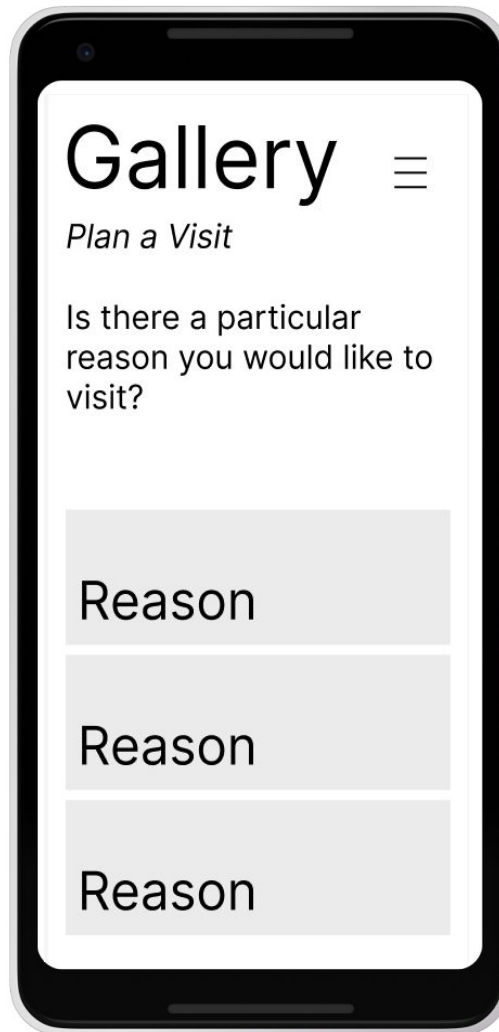 Gallery
Plan a Visit
Is there a particular
reason you would like to
visit?
Reason
Reason
Reason